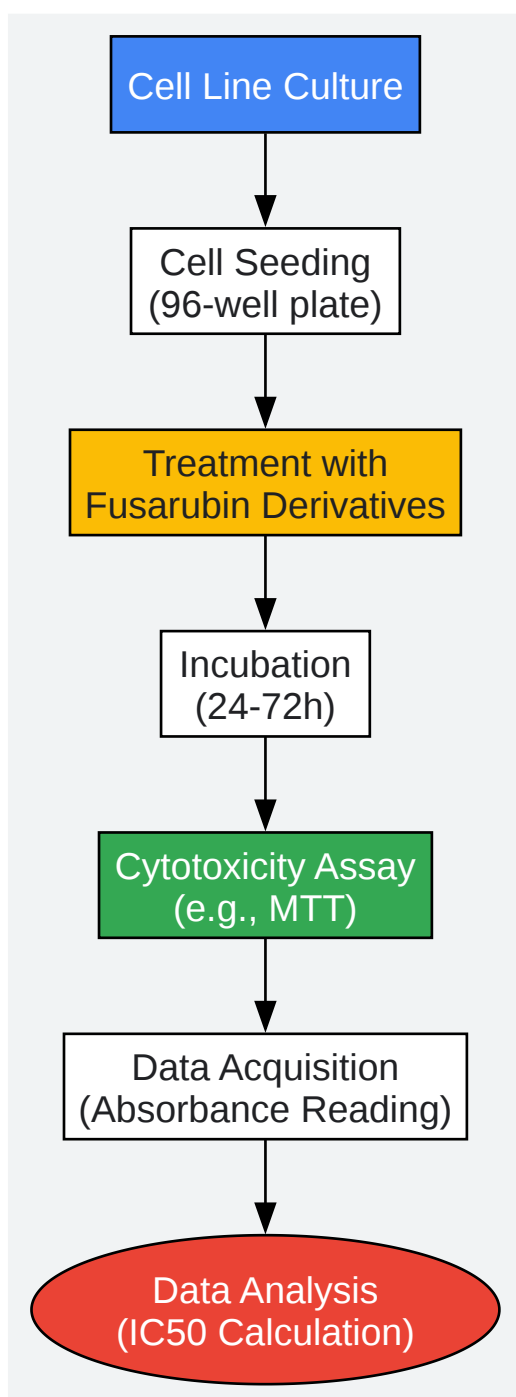 Cell Line Culture
Cell Seeding
(96-well plate)
Treatment with
Fusarubin Derivatives
Incubation
(24-72h)
Cytotoxicity Assay
(e.g., MTT)
Data Acquisition
(Absorbance Reading)
Data Analysis
(IC50 Calculation)